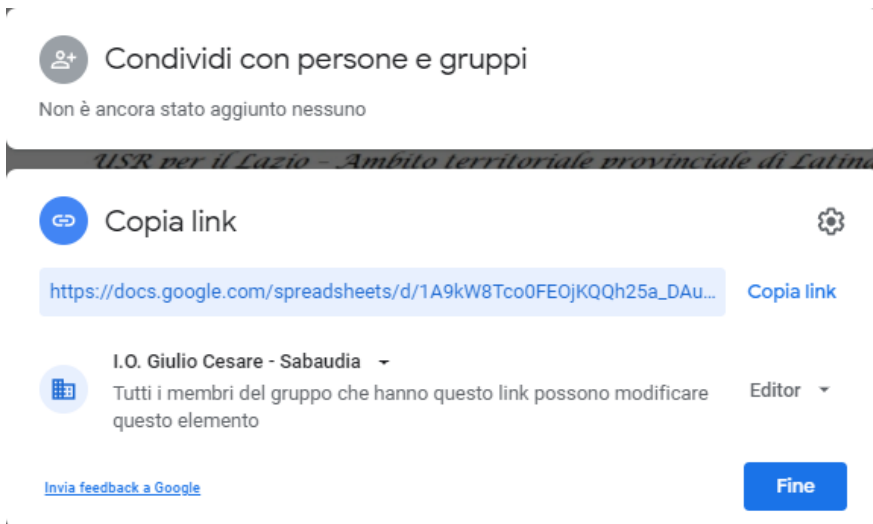 Condividi con persone e gruppi
Non è ancora stato aggiunto nessuno
USR per il Lazio - Ambito territoriale provinciale di Latina
Copia link
https://docs.google.com/spreadsheets/d/1A9kW8Tco0FEOjKQQh25a_DAu... Copia link
I.O. Giulio Cesare - Sabaudia
Tutti i membri del gruppo che hanno questo link possono modificare Editor
questo elemento
Invia feedback a Google Fine